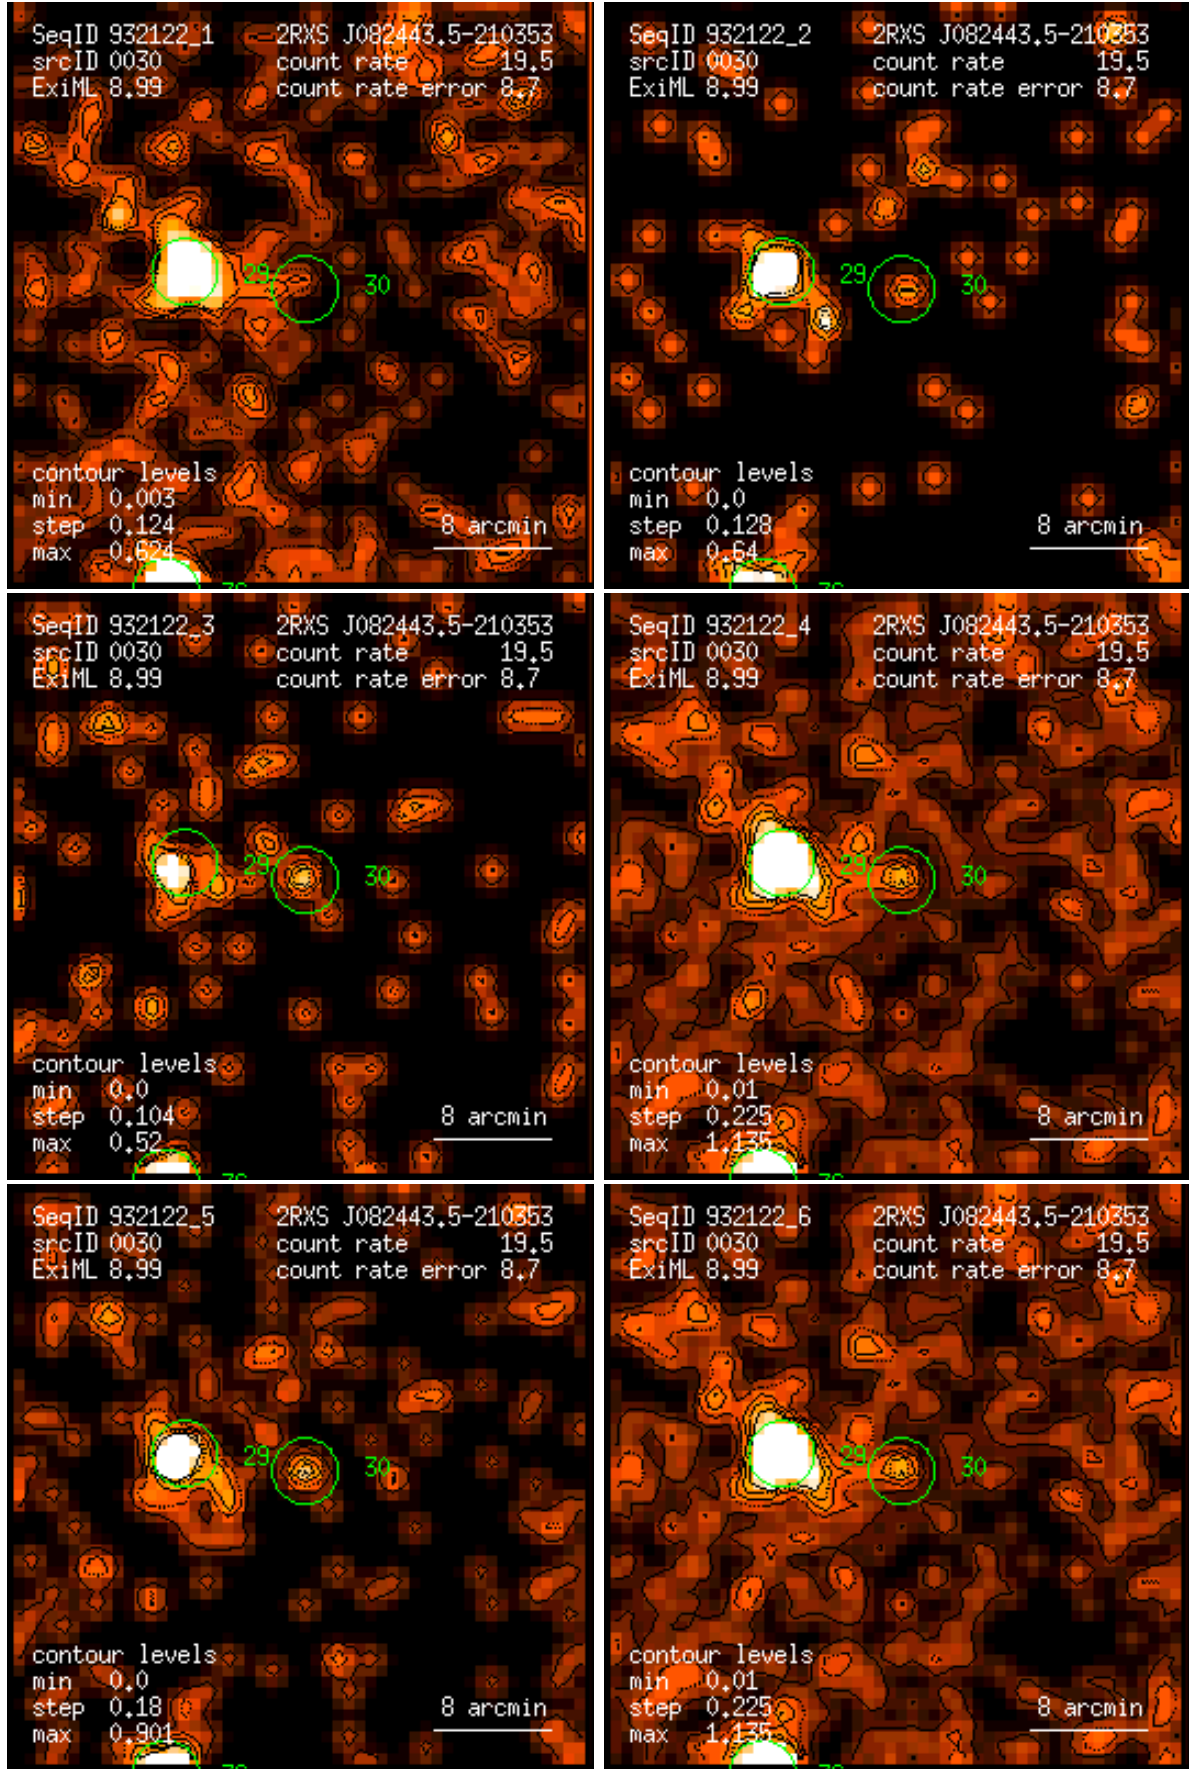 SeqID 932122_1 2RXS J082443.5-210353
srcID 0030 count rate 19.5
ExiML 8.99 count rate error 8.7
29 30
contour levels
min 0.003
step 0.124 8 arcmin
max 0.624
SeqID 932122_2 2RXS J082443.5-210353
srcID 0030 count rate 19.5
ExiML 8.99 count rate error 8.7
29 30
contour levels
min 0.0
step 0.128 8 arcmin
max 0.64
SeqID 932122_3 2RXS J082443.5-210353
srcID 0030 count rate 19.5
ExiML 8.99 count rate error 8.7
29 30
contour levels
min 0.0
step 0.104 8 arcmin
max 0.52
SeqID 932122_4 2RXS J082443.5-210353
srcID 0030 count rate 19.5
ExiML 8.99 count rate error 8.7
29 30
contour levels
min 0.01
step 0.225 8 arcmin
max 1.135
SeqID 932122_5 2RXS J082443.5-210353
srcID 0030 count rate 19.5
ExiML 8.99 count rate error 8.7
29 30
contour levels
min 0.0
step 0.18 8 arcmin
max 0.901
SeqID 932122_6 2RXS J082443.5-210353
srcID 0030 count rate 19.5
ExiML 8.99 count rate error 8.7
29 30
contour levels
min 0.01
step 0.225 8 arcmin
max 1.135